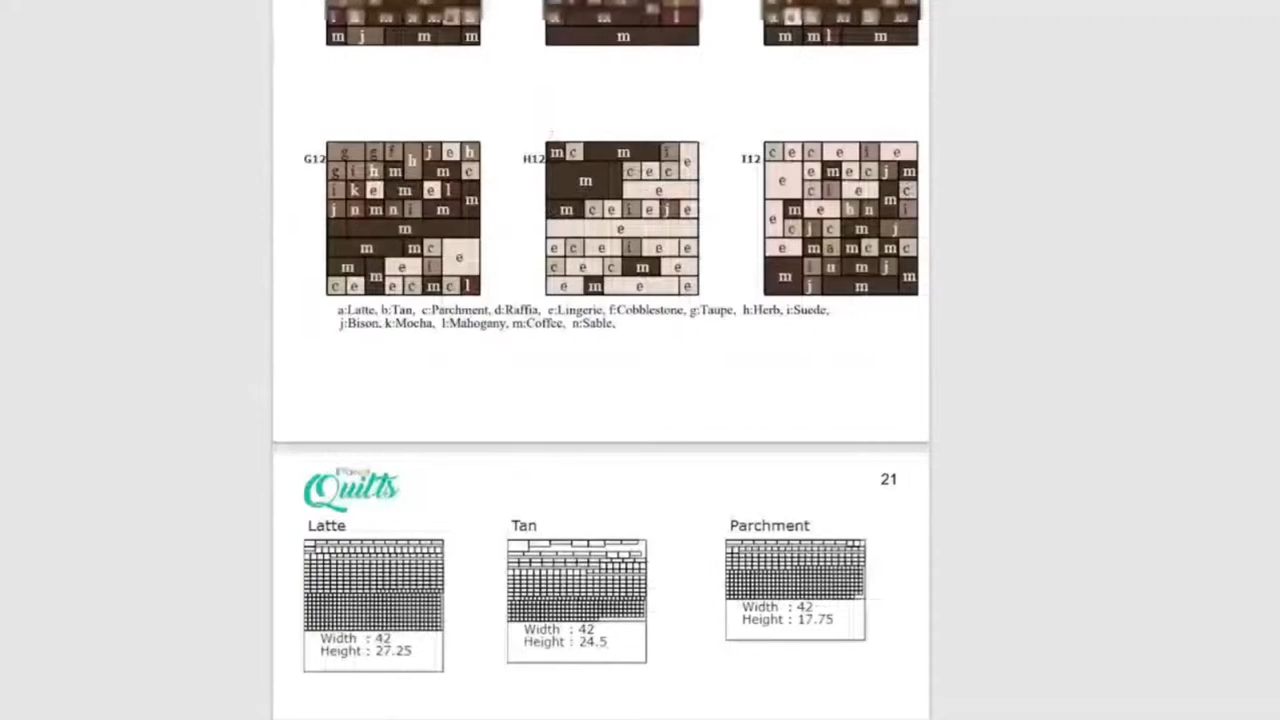 m j m m
m
m m l m
G12
g g f h j e h
g i h m m c
i k e m e l m
j n m n i m
m
m m c e
m m e i
c e e c m c l
H12
m c m i e
m c e c
e
m c e i e j e
e
e c e i e e
c e c m e
e m e e
I12
c e c e i e
e e m e c j m
c l e m c
m e h n i
e c j c m j
e m a m c m c
m i n m j m
j m
a:Latte, b:Tan, c:Parchment, d:Raffia, e:Lingerie, f:Cobblestone, g:Taupe, h:Herb, i:Suede,
j:Bison, k:Mocha, l:Mahogany, m:Coffee, n:Sable,
Quilts
21
Latte Tan Parchment
Width : 42
Height : 27.25
Width : 42
Height : 24.5
Width : 42
Height : 17.75